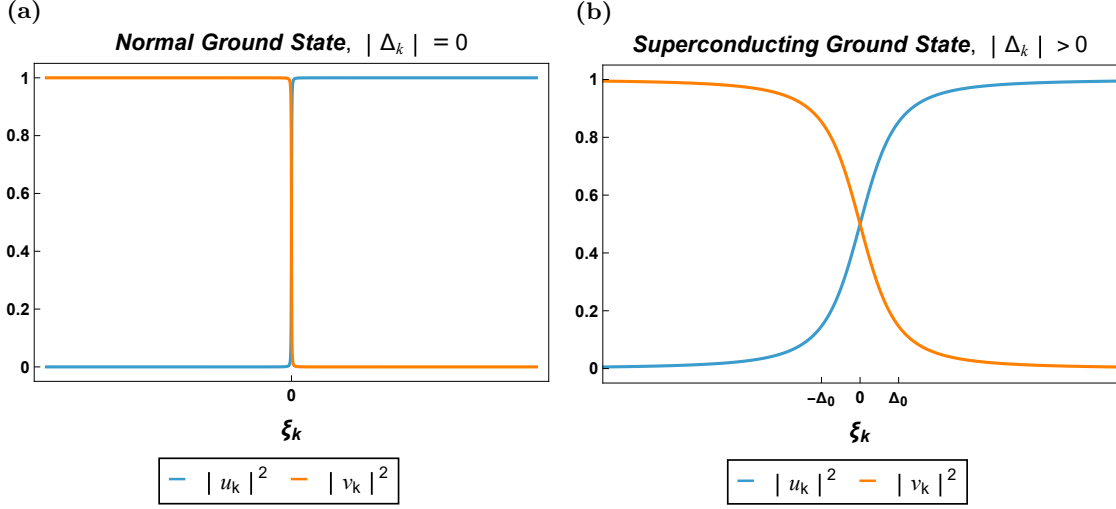 (a)
Normal Ground State, | Δₖ | = 0
1
0.8
0.6
0.4
0.2
0
0
ξₖ
| uₖ |² | vₖ |²
(b)
Superconducting Ground State, | Δₖ | > 0
1
0.8
0.6
0.4
0.2
0
−Δ₀ 0 Δ₀
ξₖ
| uₖ |² | vₖ |²